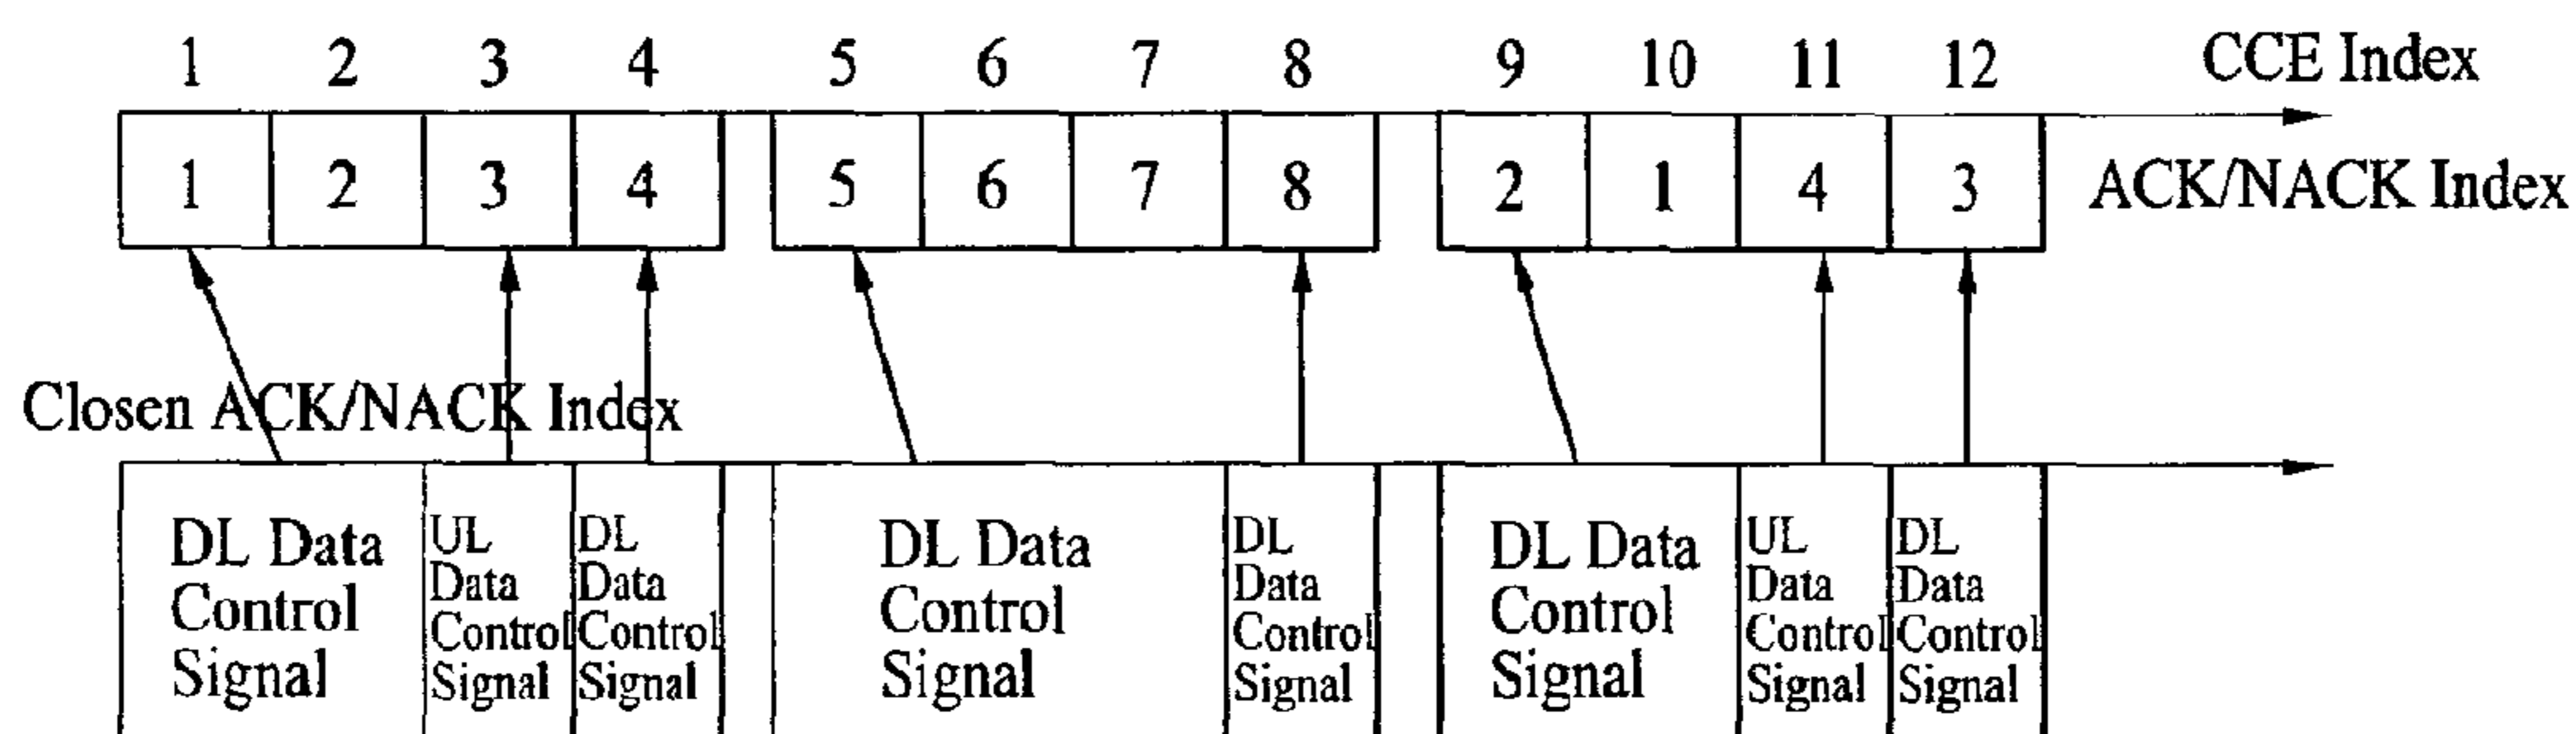 1 2 3 4 5 6 7 8 9 10 11 12 CCE Index
1 2 3 4 5 6 7 8 2 1 4 3 ACK/NACK Index
Closen ACK/NACK Index
DL Data
Control
Signal
UL
Data
Control
Signal
DL
Data
Control
Signal
DL Data
Control
Signal
DL
Data
Control
Signal
DL Data
Control
Signal
UL
Data
Control
Signal
DL
Data
Control
Signal